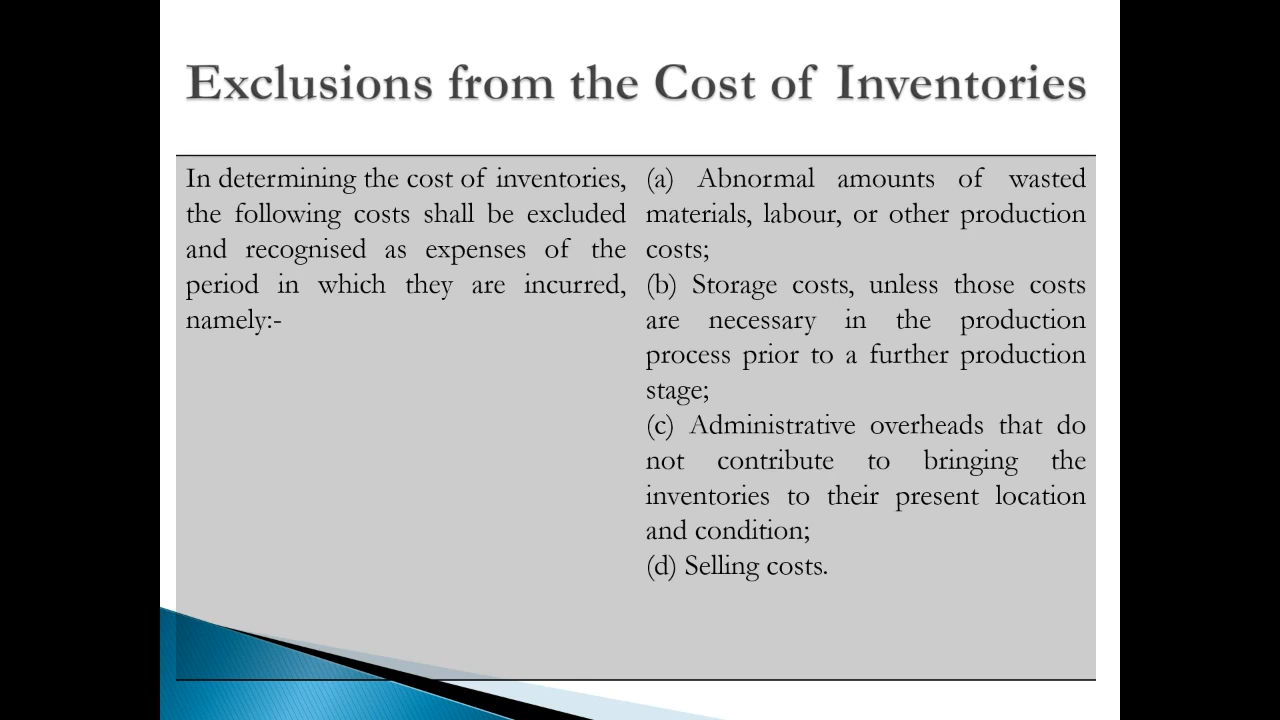 Exclusions from the Cost of Inventories
In determining the cost of inventories,
the following costs shall be excluded
and recognised as expenses of the
period in which they are incurred,
namely:-
(a) Abnormal amounts of wasted
materials, labour, or other production
costs;
(b) Storage costs, unless those costs
are necessary in the production
process prior to a further production
stage;
(c) Administrative overheads that do
not contribute to bringing the
inventories to their present location
and condition;
(d) Selling costs.